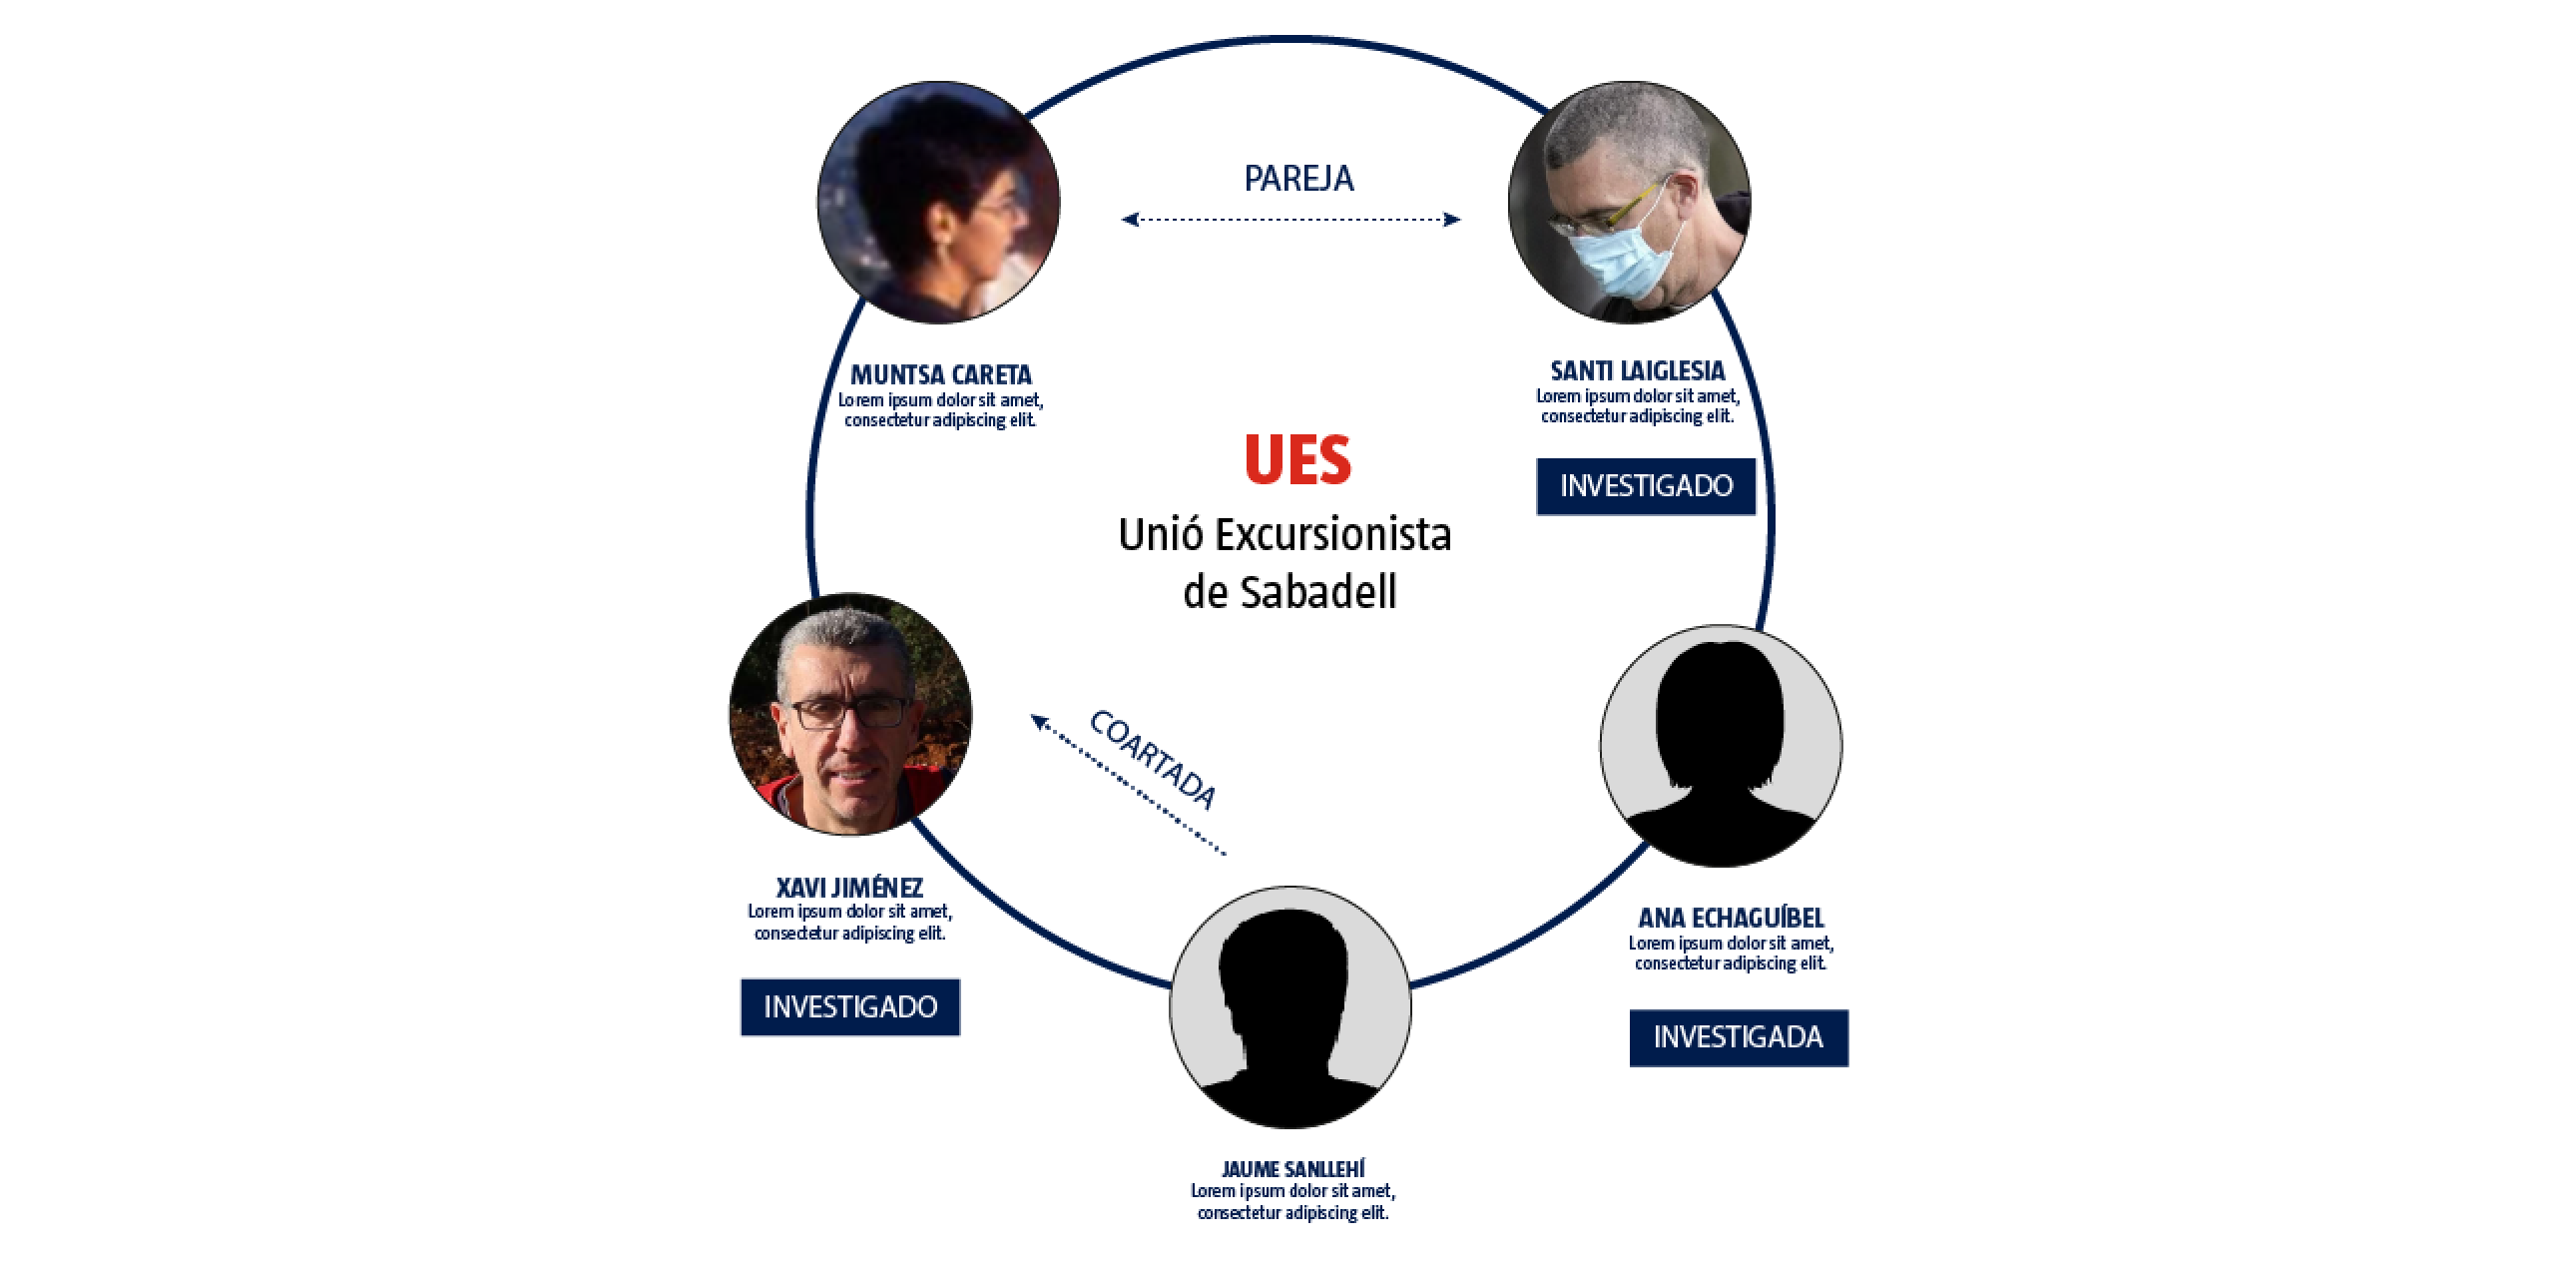 PAREJA
MUNTSA CARETA
Lorem ipsum dolor sit amet,
consectetur adipiscing elit.
SANTI LAIGLESIA
Lorem ipsum dolor sit amet,
consectetur adipiscing elit.
INVESTIGADO
UES
Unió Excursionista
de Sabadell
COARTADA
XAVI JIMÉNEZ
Lorem ipsum dolor sit amet,
consectetur adipiscing elit.
INVESTIGADO
ANA ECHAGUÍBEL
Lorem ipsum dolor sit amet,
consectetur adipiscing elit.
INVESTIGADA
JAUME SANLLEHÍ
Lorem ipsum dolor sit amet,
consectetur adipiscing elit.